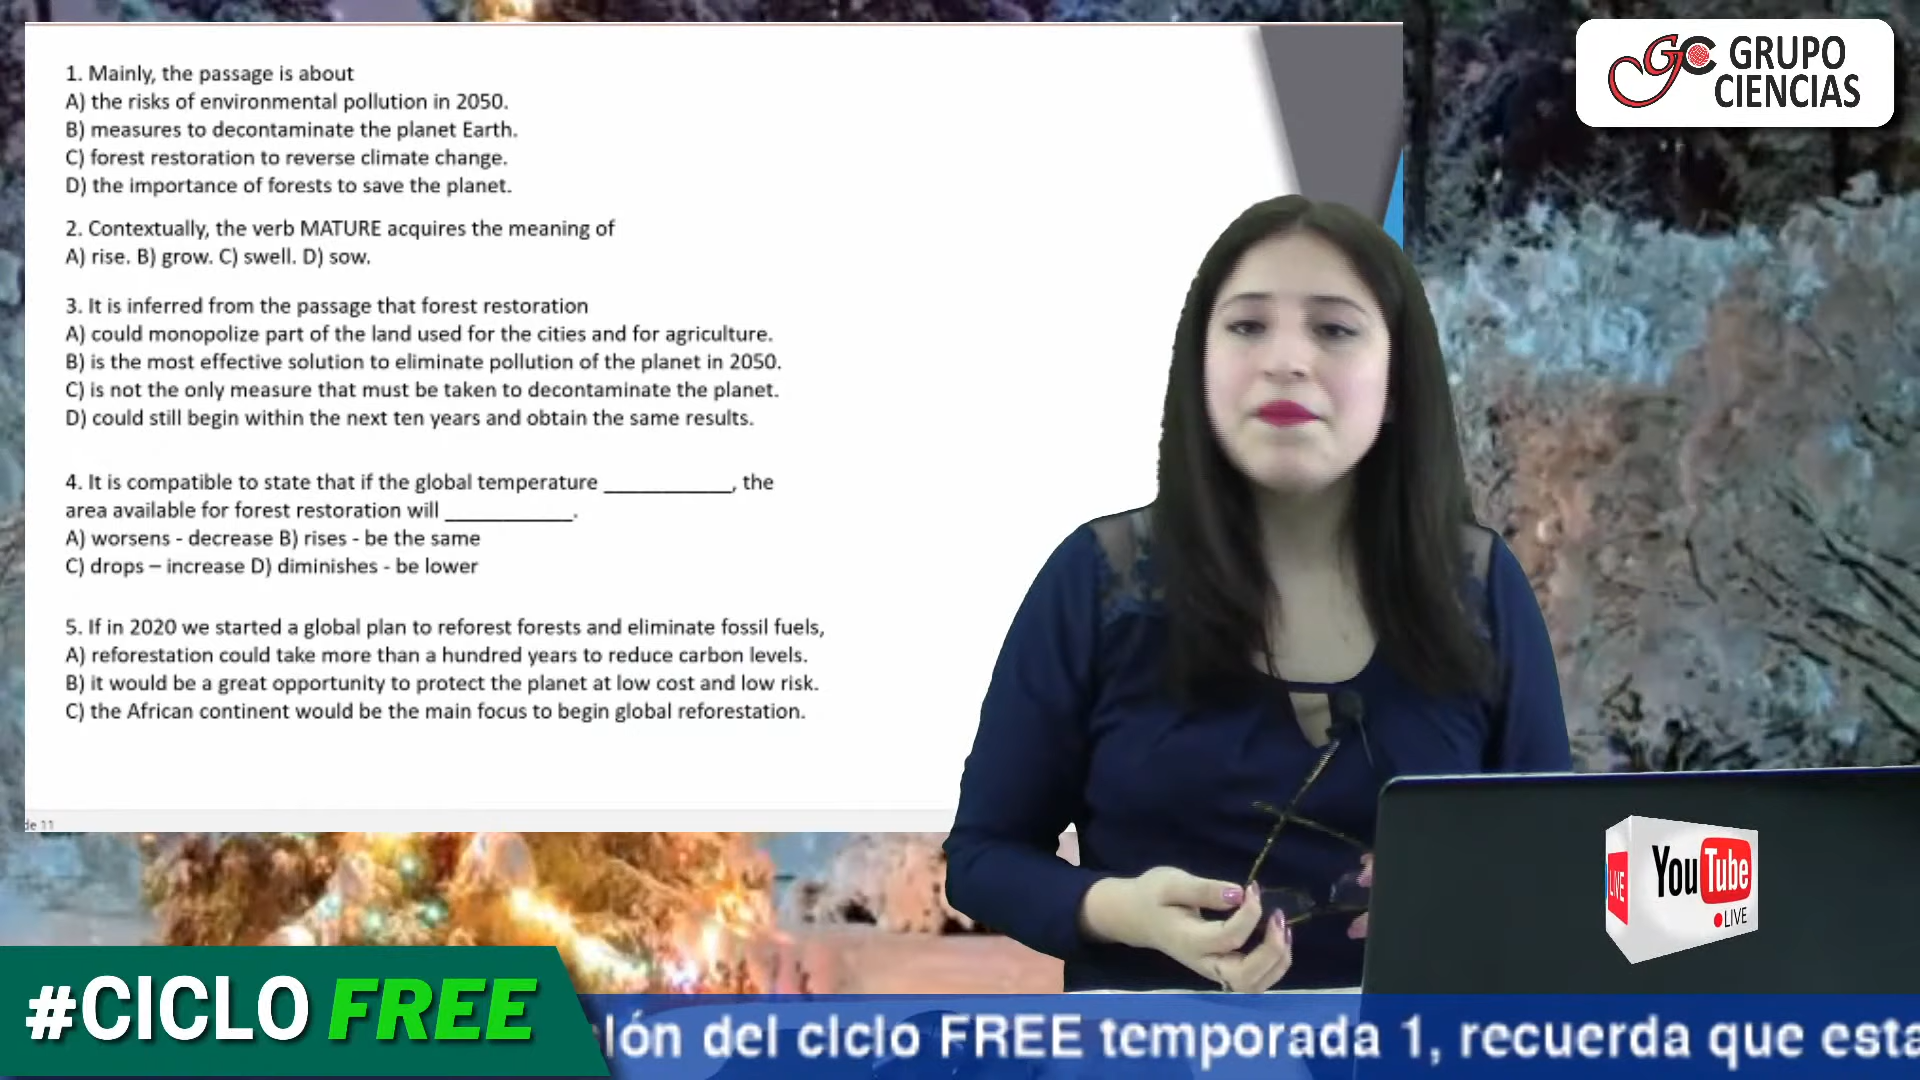 1. Mainly, the passage is about
A) the risks of environmental pollution in 2050.
B) measures to decontaminate the planet Earth.
C) forest restoration to reverse climate change.
D) the importance of forests to save the planet.
2. Contextually, the verb MATURE acquires the meaning of
A) rise. B) grow. C) swell. D) sow.
3. It is inferred from the passage that forest restoration
A) could monopolize part of the land used for the cities and for agriculture.
B) is the most effective solution to eliminate pollution of the planet in 2050.
C) is not the only measure that must be taken to decontaminate the planet.
D) could still begin within the next ten years and obtain the same results.
4. It is compatible to state that if the global temperature ____________, the
area available for forest restoration will ____________.
A) worsens - decrease B) rises - be the same
C) drops – increase D) diminishes - be lower
5. If in 2020 we started a global plan to reforest forests and eliminate fossil fuels,
A) reforestation could take more than a hundred years to reduce carbon levels.
B) it would be a great opportunity to protect the planet at low cost and low risk.
C) the African continent would be the main focus to begin global reforestation.
de 11
GC GRUPO
CIENCIAS
LIVE
YouTube
LIVE
#CICLO FREE
ión del ciclo FREE temporada 1, recuerda que esta